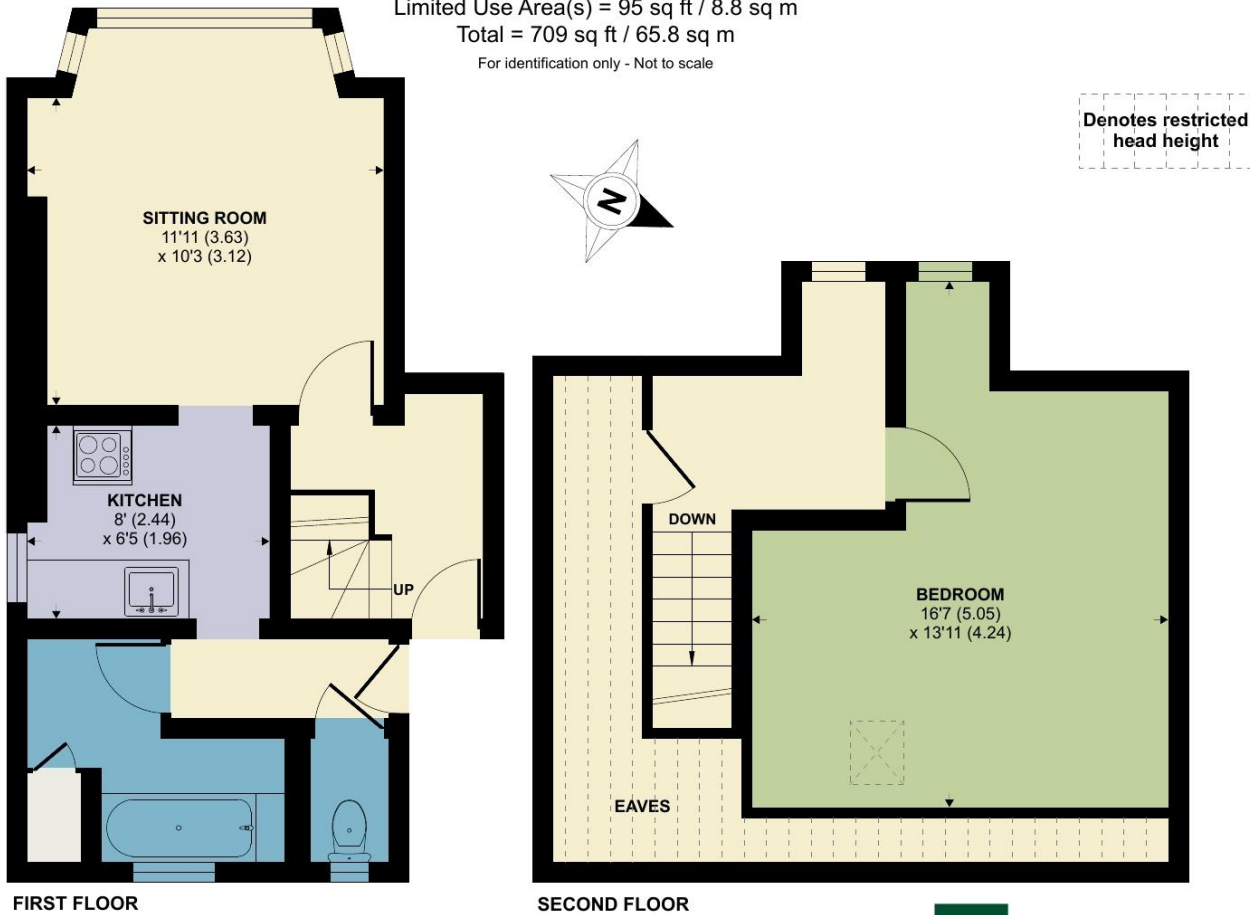 Limited Use Area(s) = 95 sq ft / 8.8 sq m
Total = 709 sq ft / 65.8 sq m
For identification only - Not to scale
Denotes restricted
head height
N
SITTING ROOM
11'11 (3.63)
x 10'3 (3.12)
KITCHEN
8' (2.44)
x 6'5 (1.96)
UP
DOWN
BEDROOM
16'7 (5.05)
x 13'11 (4.24)
EAVES
FIRST FLOOR
SECOND FLOOR